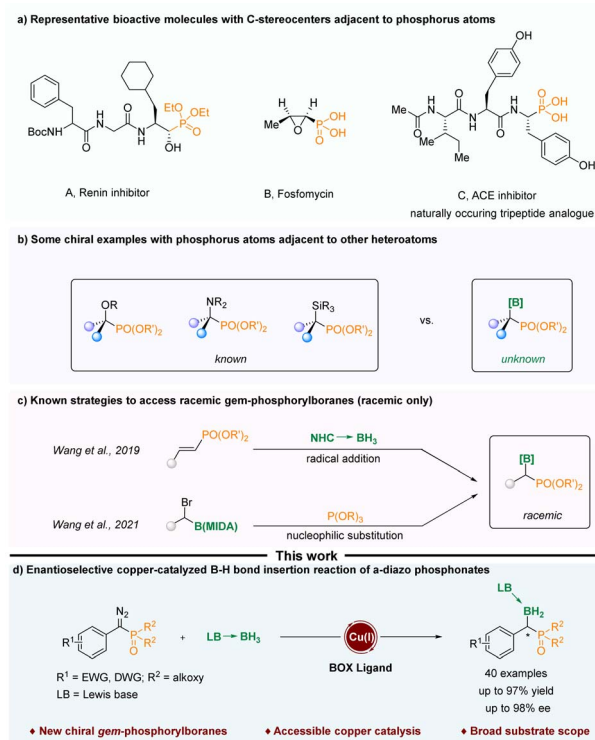 a) Representative bioactive molecules with C-stereocenters adjacent to phosphorus atoms
BocHN
O
H
N
O
N
H
EtO
OEt
P
O
OH
A, Renin inhibitor
H
H
Me
O
P
OH
OH
O
B, Fosfomycin
OH
Me
O
H
N
Me
Me
O
N
H
O
H
N
O
P
OH
OH
OH
C, ACE inhibitor
naturally occuring tripeptide analogue
b) Some chiral examples with phosphorus atoms adjacent to other heteroatoms
OR
PO(OR')2
NR2
PO(OR')2
SiR3
PO(OR')2
known
vs.
[B]
PO(OR')2
unknown
c) Known strategies to access racemic gem-phosphorylboranes (racemic only)
Wang et al., 2019
PO(OR')2
NHC→BH3
radical addition
Wang et al., 2021
Br
B(MIDA)
P(OR)3
nucleophilic substitution
[B]
PO(OR')2
racemic
This work
d) Enantioselective copper-catalyzed B-H bond insertion reaction of a-diazo phosphonates
N2
R1
P
R2
R2
O
+
LB→BH3
R1 = EWG, DWG; R2 = alkoxy
LB = Lewis base
Cu(I)
BOX Ligand
LB
BH2
*
R1
P
R2
R2
O
40 examples
up to 97% yield
up to 98% ee
♦ New chiral gem-phosphorylboranes
♦ Accessible copper catalysis
♦ Broad substrate scope